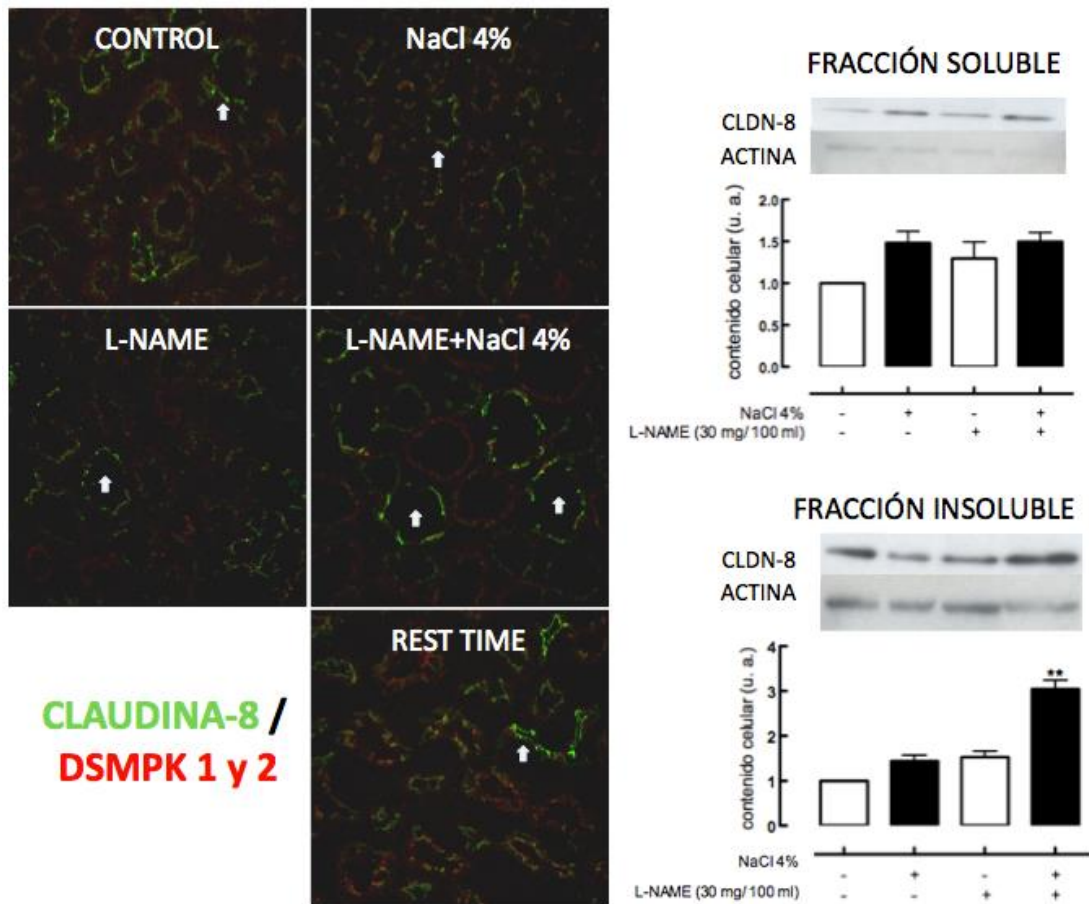 CONTROL
NaCl 4%
L-NAME
L-NAME+NaCl 4%
REST TIME
CLAUDINA-8 /
DSMPK 1 y 2
FRACCIÓN SOLUBLE
CLDN-8
ACTINA
contenido celular (u. a.)
2.0
1.5
1.0
0.5
0.0
NaCl 4% - + - +
L-NAME (30 mg/100 ml) - - + +
FRACCIÓN INSOLUBLE
CLDN-8
ACTINA
contenido celular (u. a.)
4
3
2
1
0
**
NaCl 4% - + - +
L-NAME (30 mg/100 ml) - - + +